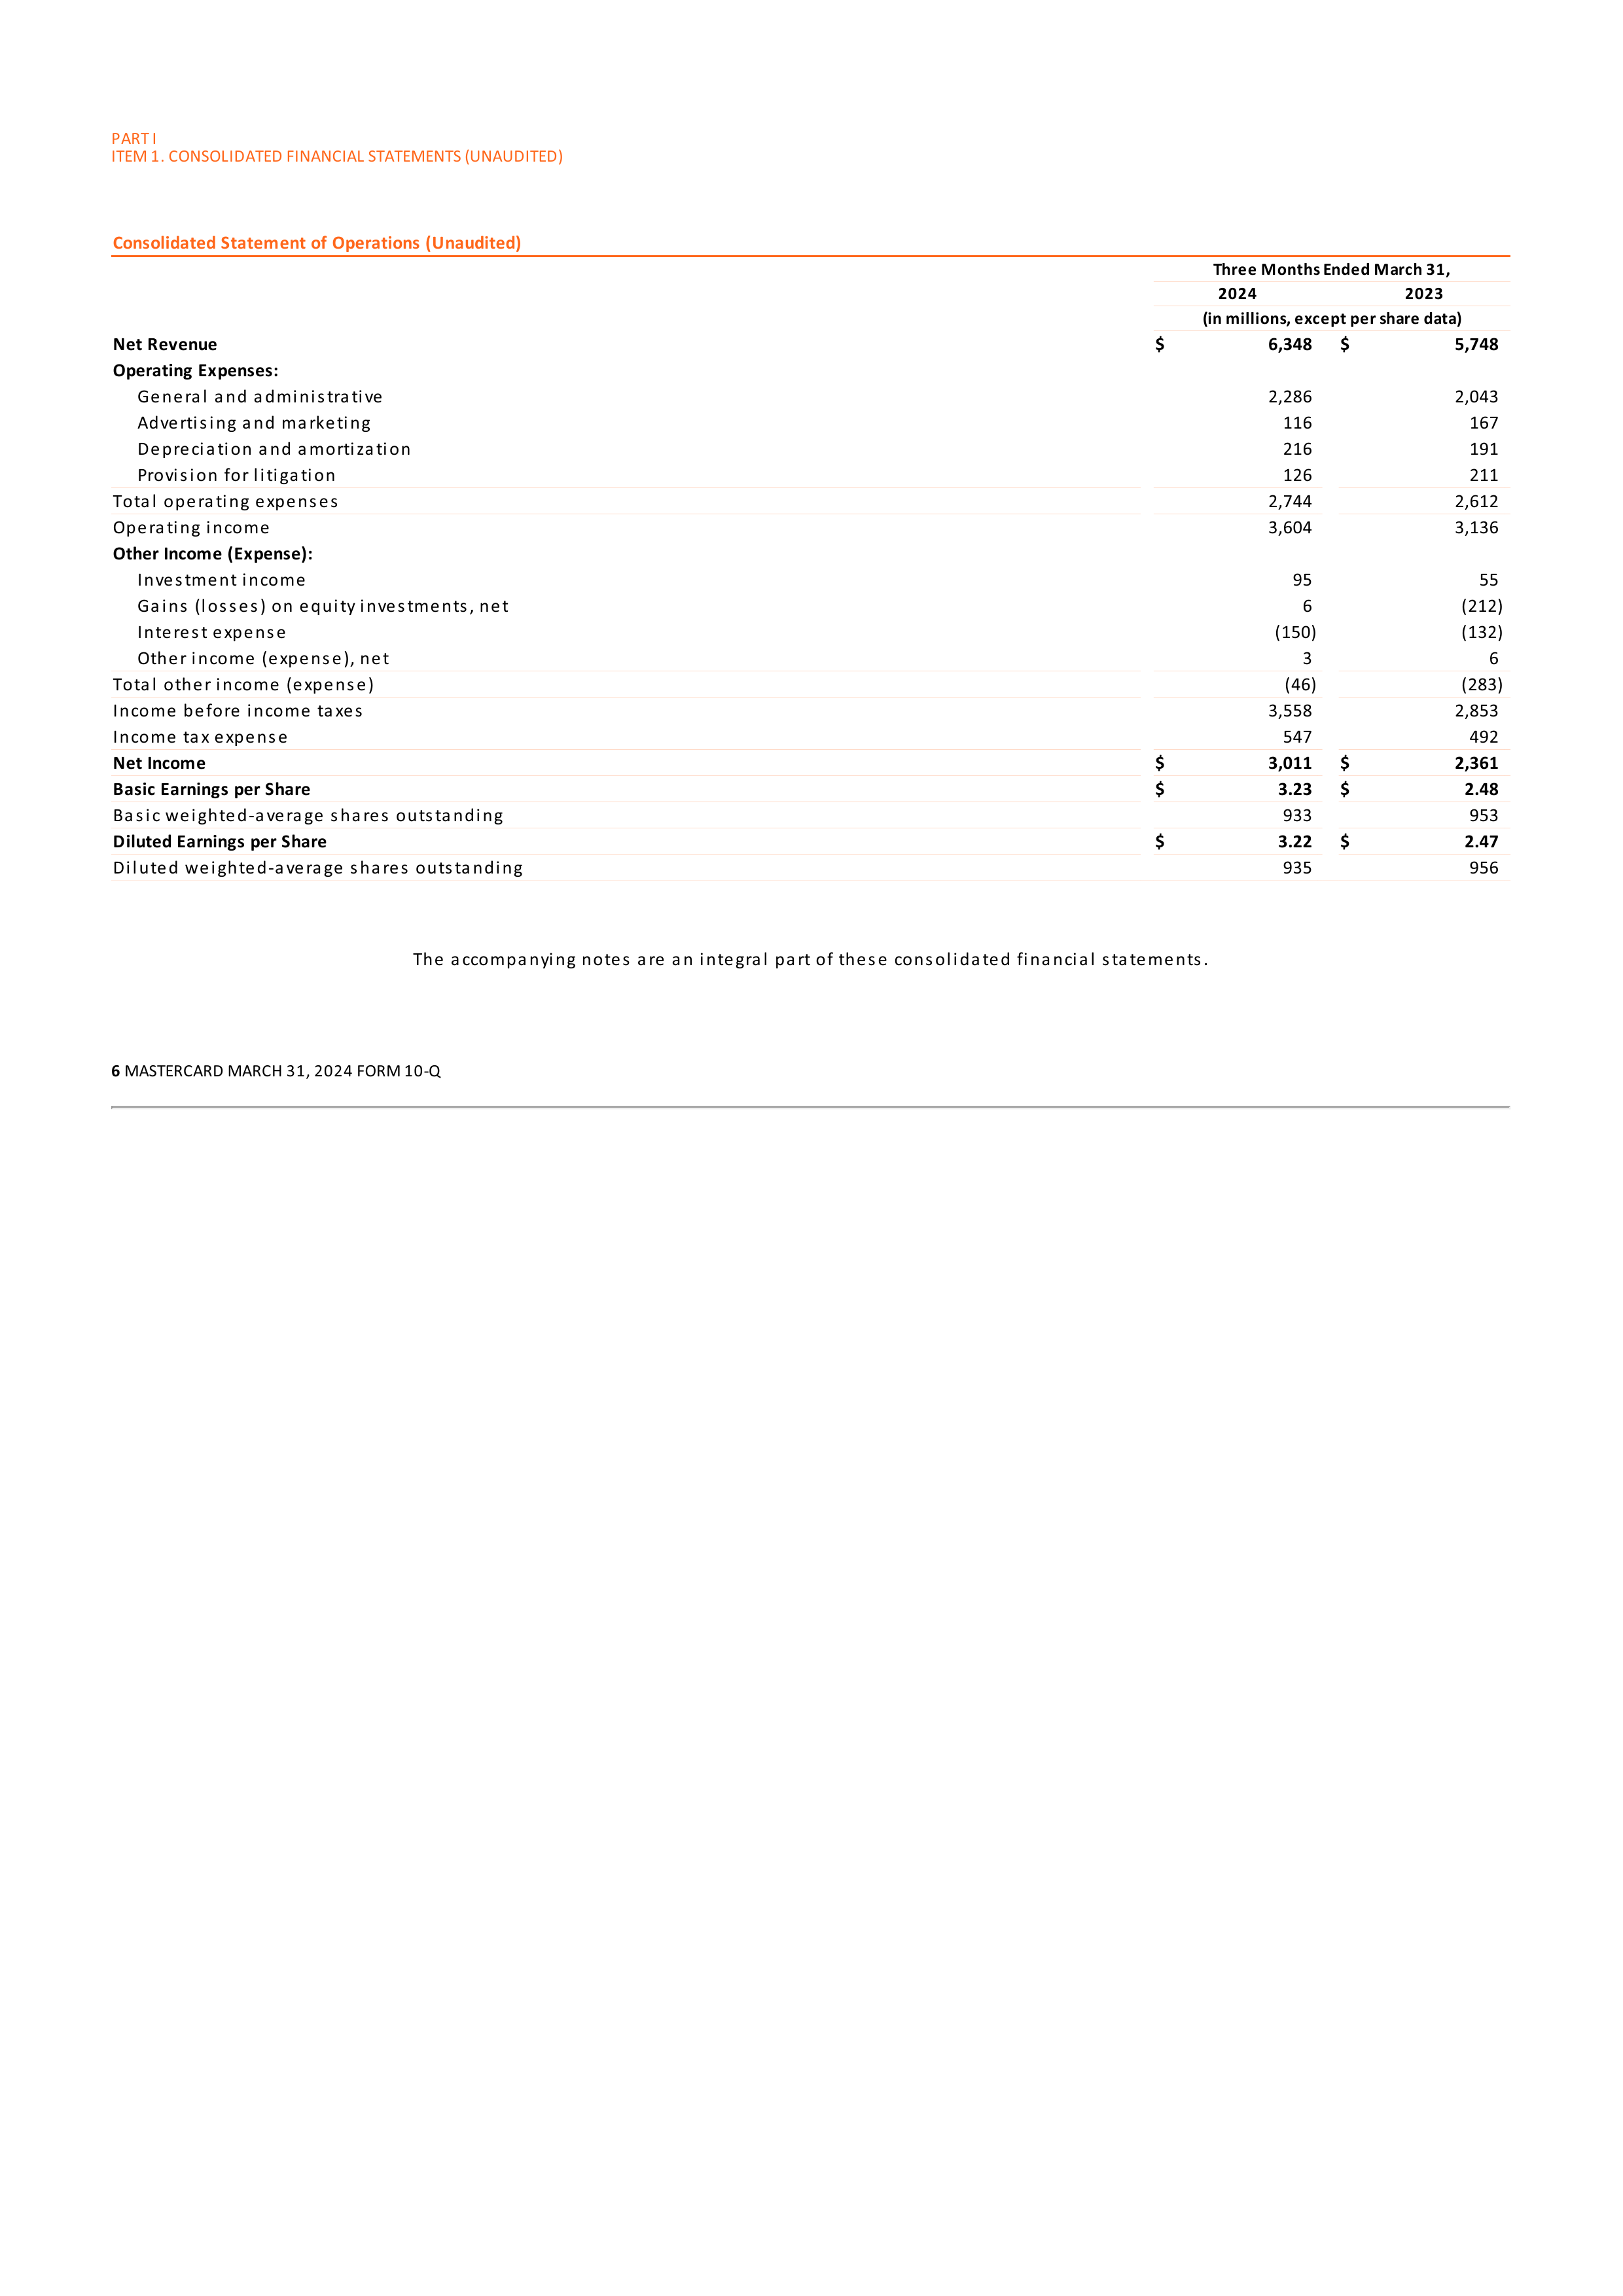 PART I
ITEM 1. CONSOLIDATED FINANCIAL STATEMENTS (UNAUDITED)
Consolidated Statement of Operations (Unaudited)
Three Months Ended March 31,
2024 2023
(in millions, except per share data)
Net Revenue $ 6,348 $ 5,748
Operating Expenses:
General and administrative 2,286 2,043
Advertising and marketing 116 167
Depreciation and amortization 216 191
Provision for litigation 126 211
Total operating expenses 2,744 2,612
Operating income 3,604 3,136
Other Income (Expense):
Investment income 95 55
Gains (losses) on equity investments, net 6 (212)
Interest expense (150) (132)
Other income (expense), net 3 6
Total other income (expense) (46) (283)
Income before income taxes 3,558 2,853
Income tax expense 547 492
Net Income $ 3,011 $ 2,361
Basic Earnings per Share $ 3.23 $ 2.48
Basic weighted-average shares outstanding 933 953
Diluted Earnings per Share $ 3.22 $ 2.47
Diluted weighted-average shares outstanding 935 956
The accompanying notes are an integral part of these consolidated financial statements.
6 MASTERCARD MARCH 31, 2024 FORM 10-Q